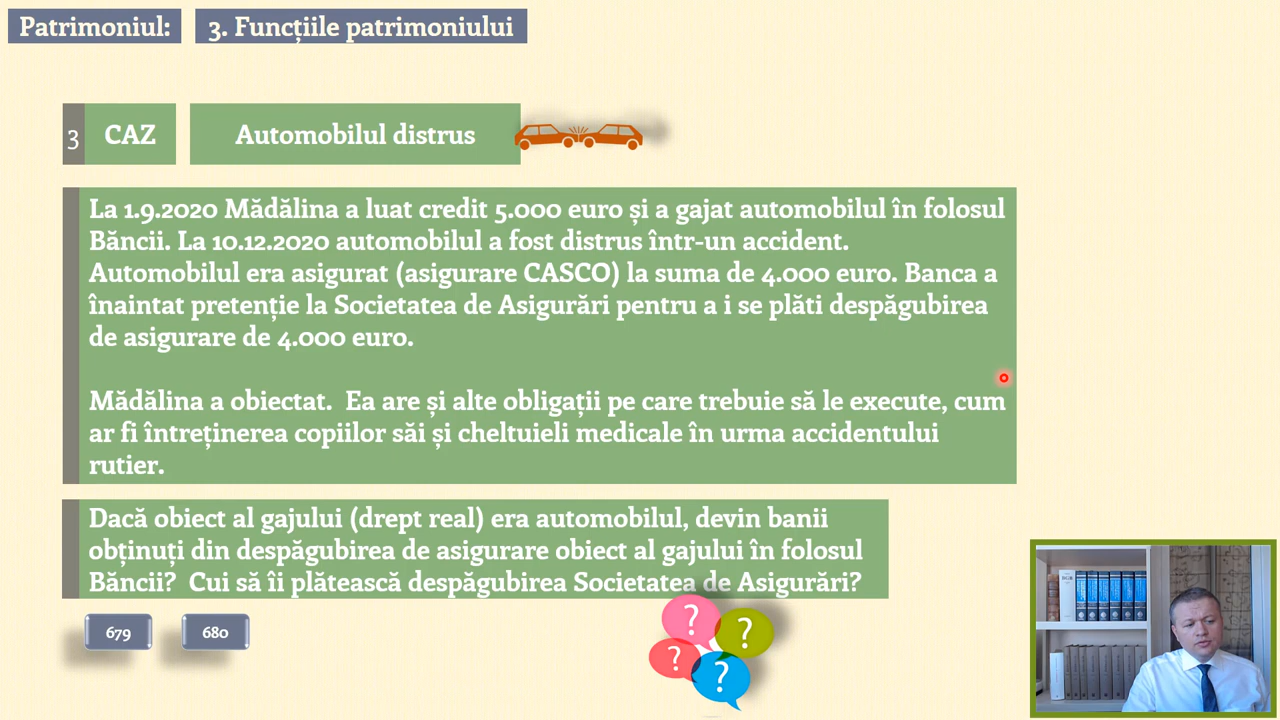 Patrimoniul: 3. Funcțiile patrimoniului
3 CAZ Automobilul distrus
La 1.9.2020 Mădălina a luat credit 5.000 euro și a gajat automobilul în folosul
Băncii. La 10.12.2020 automobilul a fost distrus într-un accident.
Automobilul era asigurat (asigurare CASCO) la suma de 4.000 euro. Banca a
înaintat pretenție la Societatea de Asigurări pentru a i se plăti despăgubirea
de asigurare de 4.000 euro.
Mădălina a obiectat. Ea are și alte obligații pe care trebuie să le execute, cum
ar fi întreținerea copiilor săi și cheltuieli medicale în urma accidentului
rutier.
Dacă obiect al gajului (drept real) era automobilul, devin banii
obținuți din despăgubirea de asigurare obiect al gajului în folosul
Băncii? Cui să îi plătească despăgubirea Societatea de Asigurări?
679 680
? ? ? ?